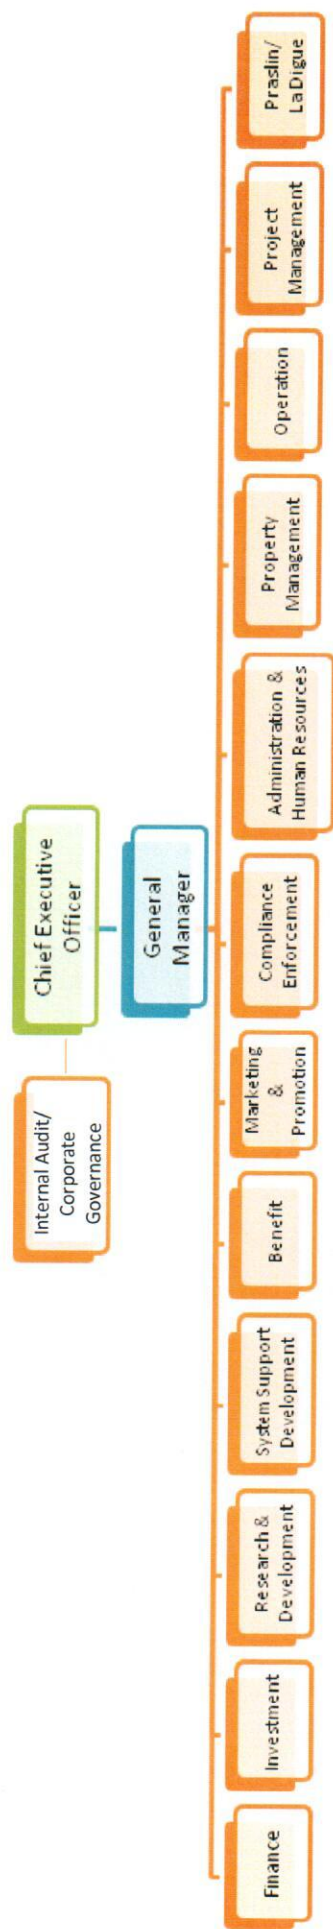 Chief Executive
Officer
Internal Audit/
Corporate
Governance
General
Manager
Finance
Investment
Research &
Development
System Support
Development
Benefit
Marketing
&
Promotion
Compliance
Enforcement
Administration &
Human Resources
Property
Management
Operation
Project
Management
Praslin/
LaDigue